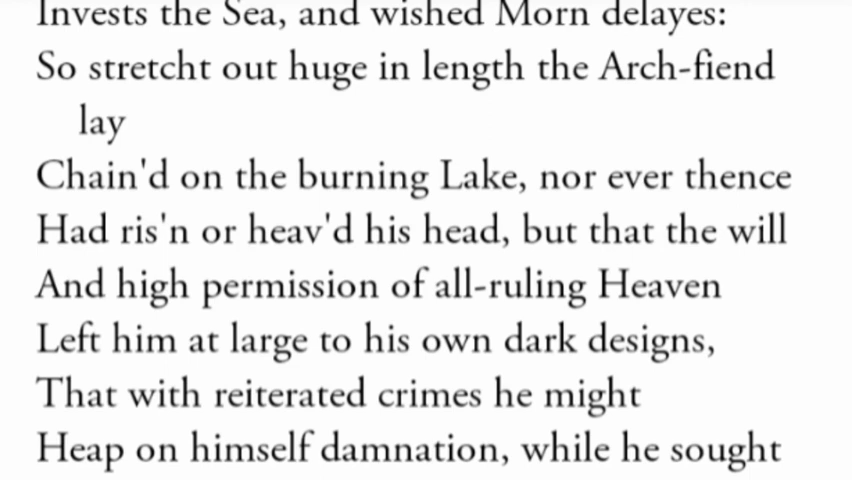 Invests the Sea, and wished Morn delayes:
So stretcht out huge in length the Arch-fiend
lay
Chain'd on the burning Lake, nor ever thence
Had ris'n or heav'd his head, but that the will
And high permission of all-ruling Heaven
Left him at large to his own dark designs,
That with reiterated crimes he might
Heap on himself damnation, while he sought